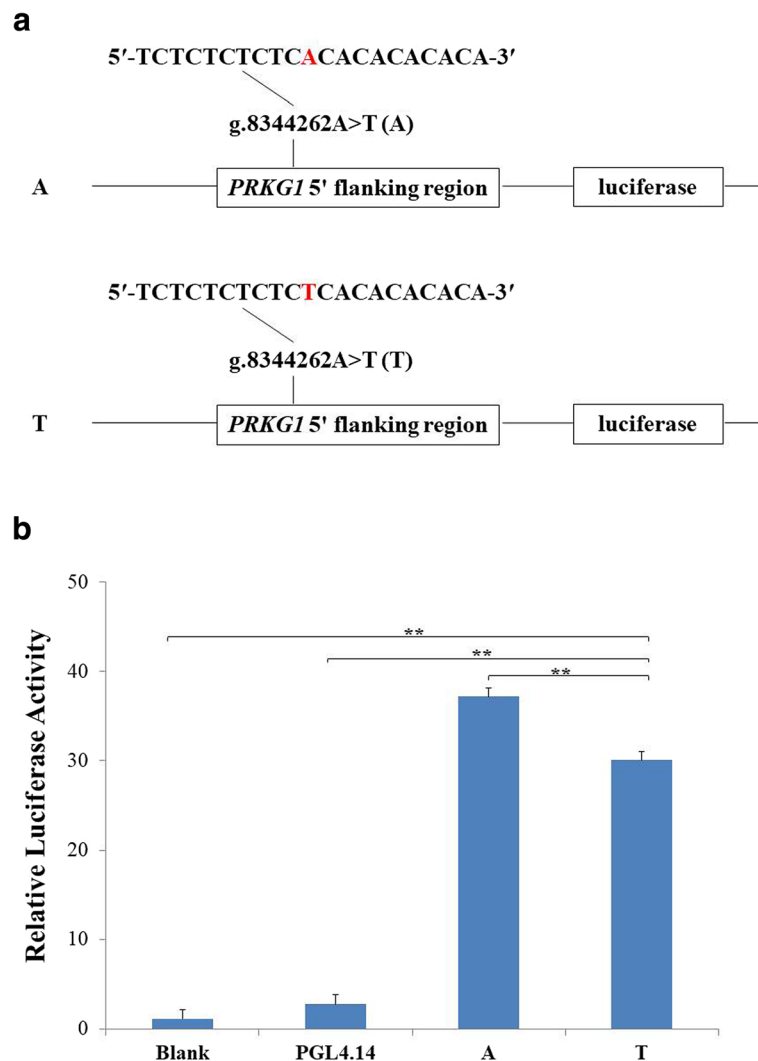 a
5′-TCTCTCTCTCACACACACACA-3′
g.8344262A>T (A)
A
PRKG1 5' flanking region
luciferase
5′-TCTCTCTCTCTCACACACACA-3′
g.8344262A>T (T)
T
PRKG1 5' flanking region
luciferase
b
Relative Luciferase Activity
50
40
30
20
10
0
**
**
**
Blank
PGL4.14
A
T